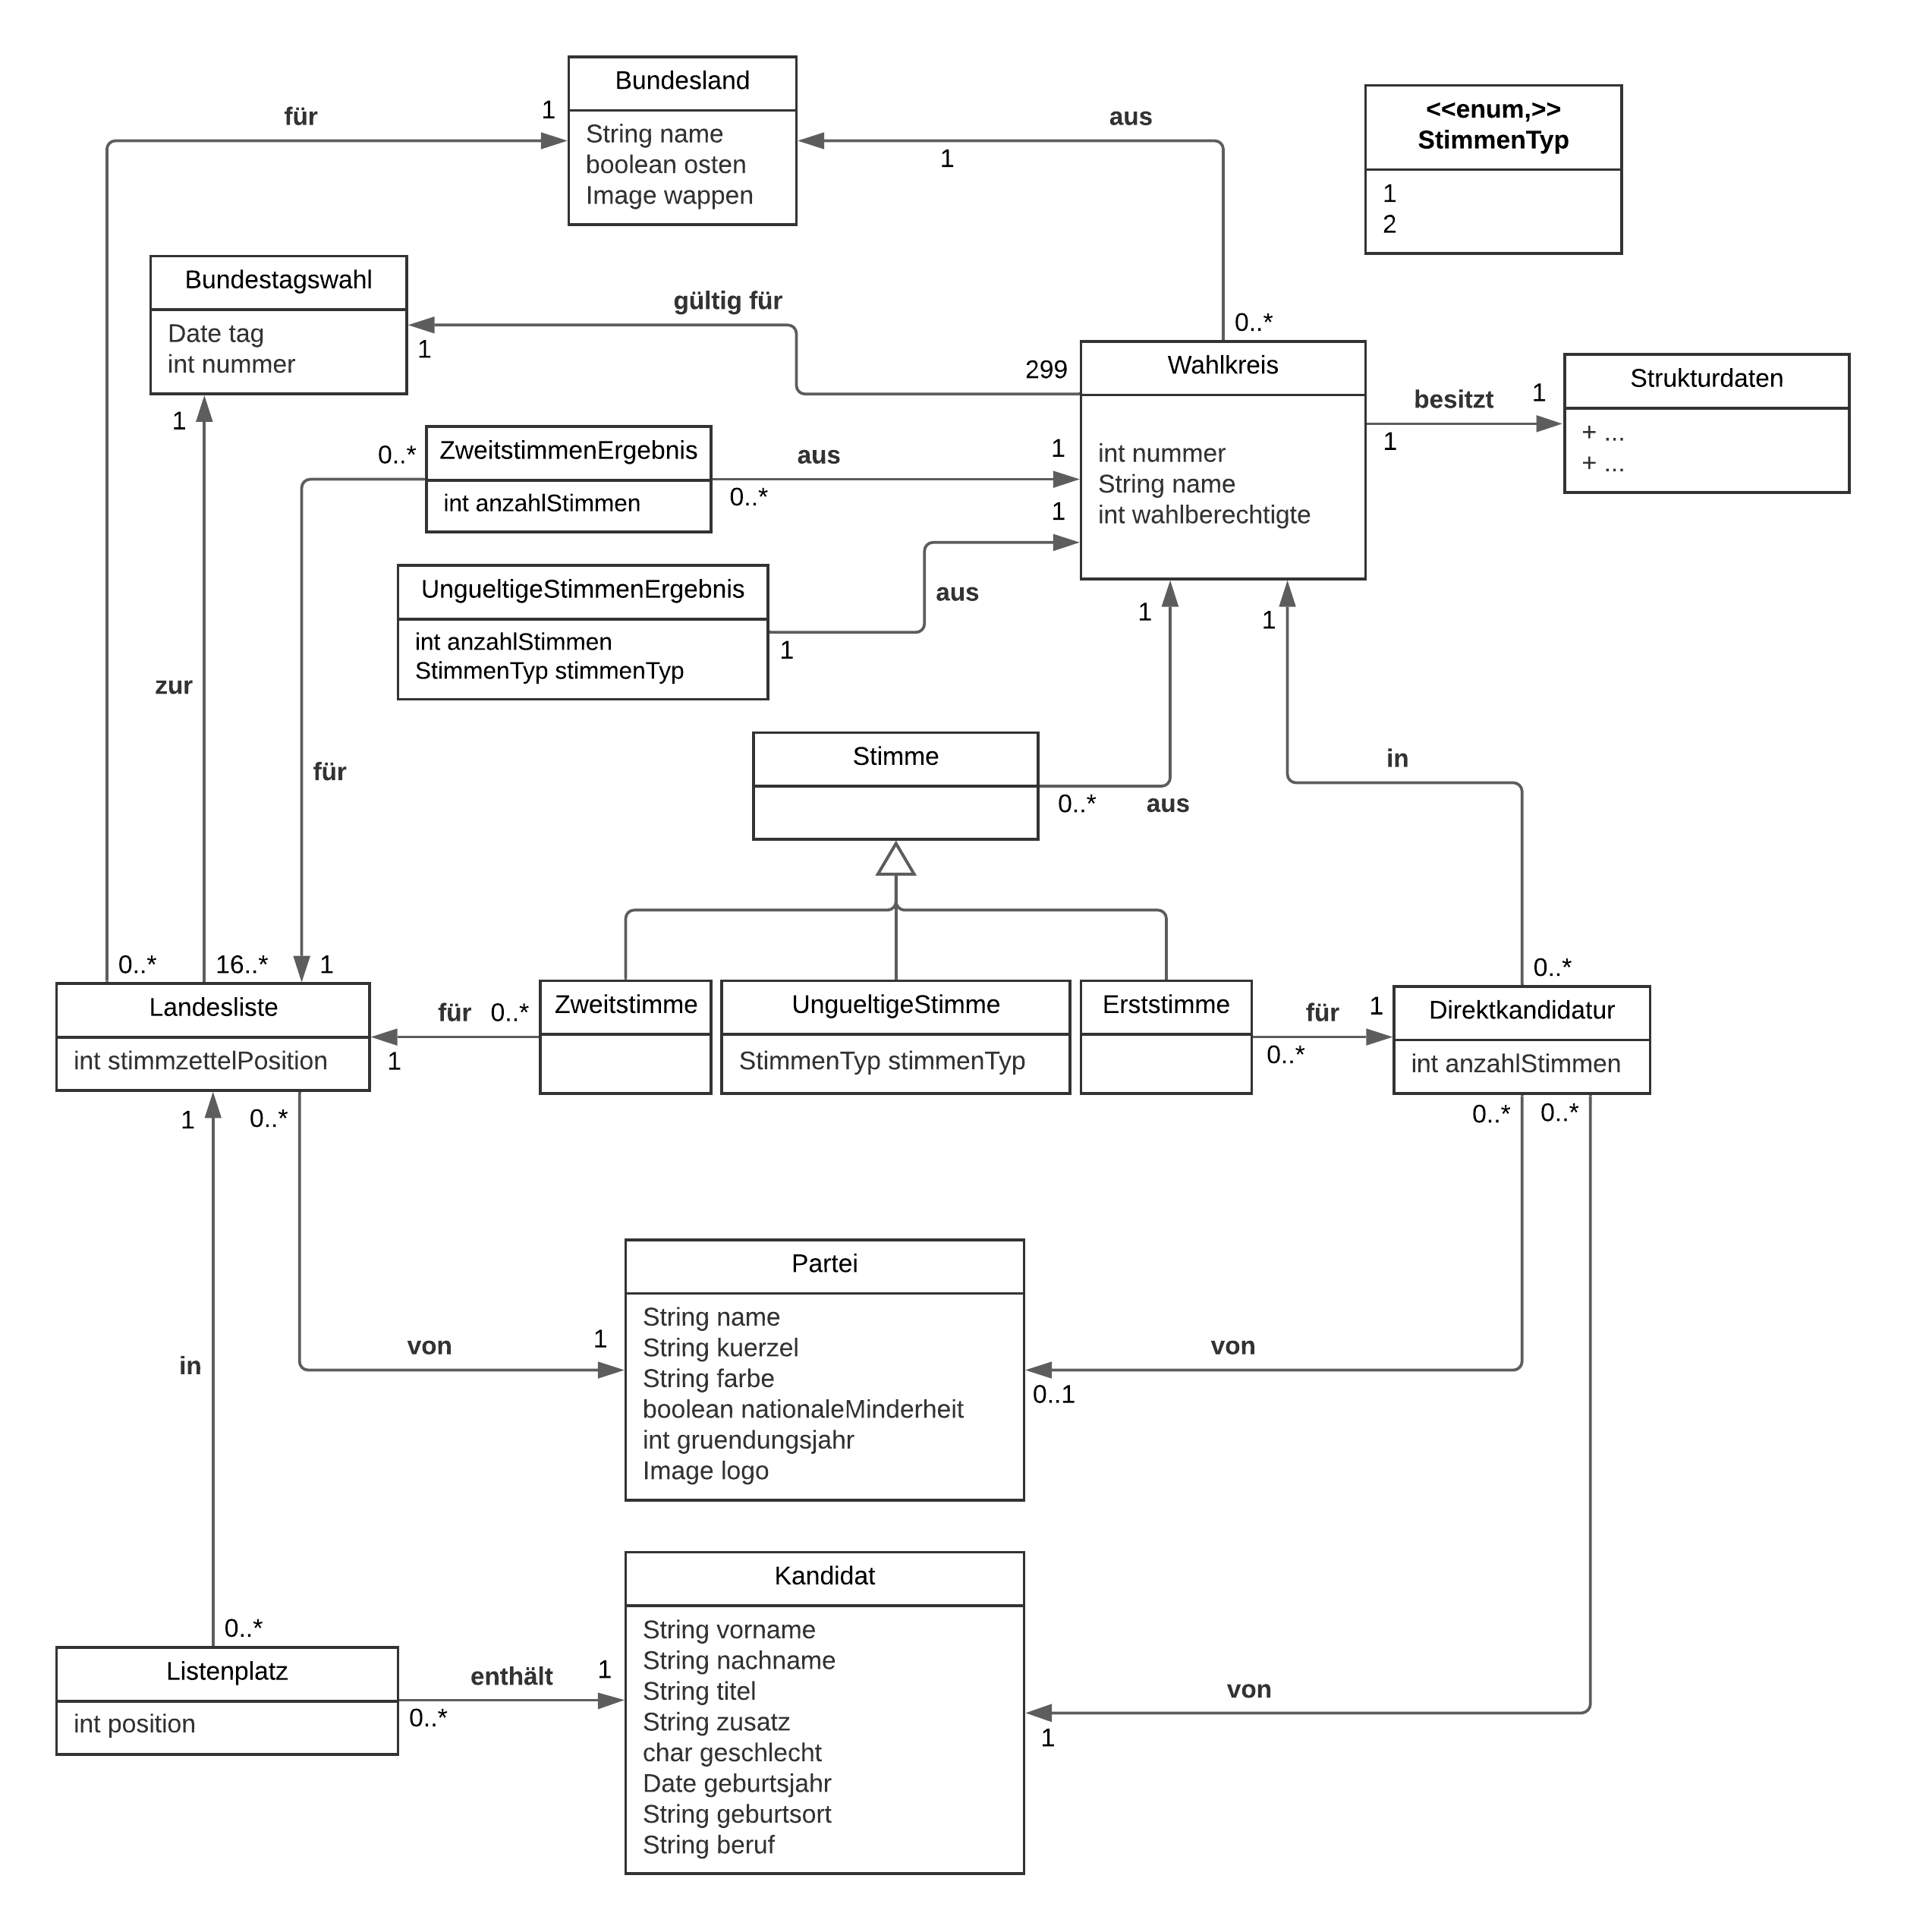 Bundesland
String name
boolean osten
Image wappen
für
1
aus
1
<<enum,>>
StimmenTyp
1
2
Bundestagswahl
Date tag
int nummer
gültig für
1
299
0..*
Wahlkreis
int nummer
String name
int wahlberechtigte
besitzt
1
1
Strukturdaten
+ ...
+ ...
1
0..*
ZweitstimmenErgebnis
int anzahlStimmen
aus
0..*
1
1
UngueltigeStimmenErgebnis
int anzahlStimmen
StimmenTyp stimmenTyp
aus
1
1
1
zur
für
Stimme
0..*
aus
in
0..*
16..*
1
0..*
Landesliste
int stimmzettelPosition
für
0..*
1
Zweitstimme
UngueltigeStimme
StimmenTyp stimmenTyp
Erststimme
für
1
0..*
Direktkandidatur
int anzahlStimmen
1
0..*
0..*
0..*
Partei
String name
String kuerzel
String farbe
boolean nationaleMinderheit
int gruendungsjahr
Image logo
in
von
1
von
0..1
Kandidat
String vorname
String nachname
String titel
String zusatz
char geschlecht
Date geburtsjahr
String geburtsort
String beruf
0..*
Listenplatz
int position
enthält
1
0..*
von
1